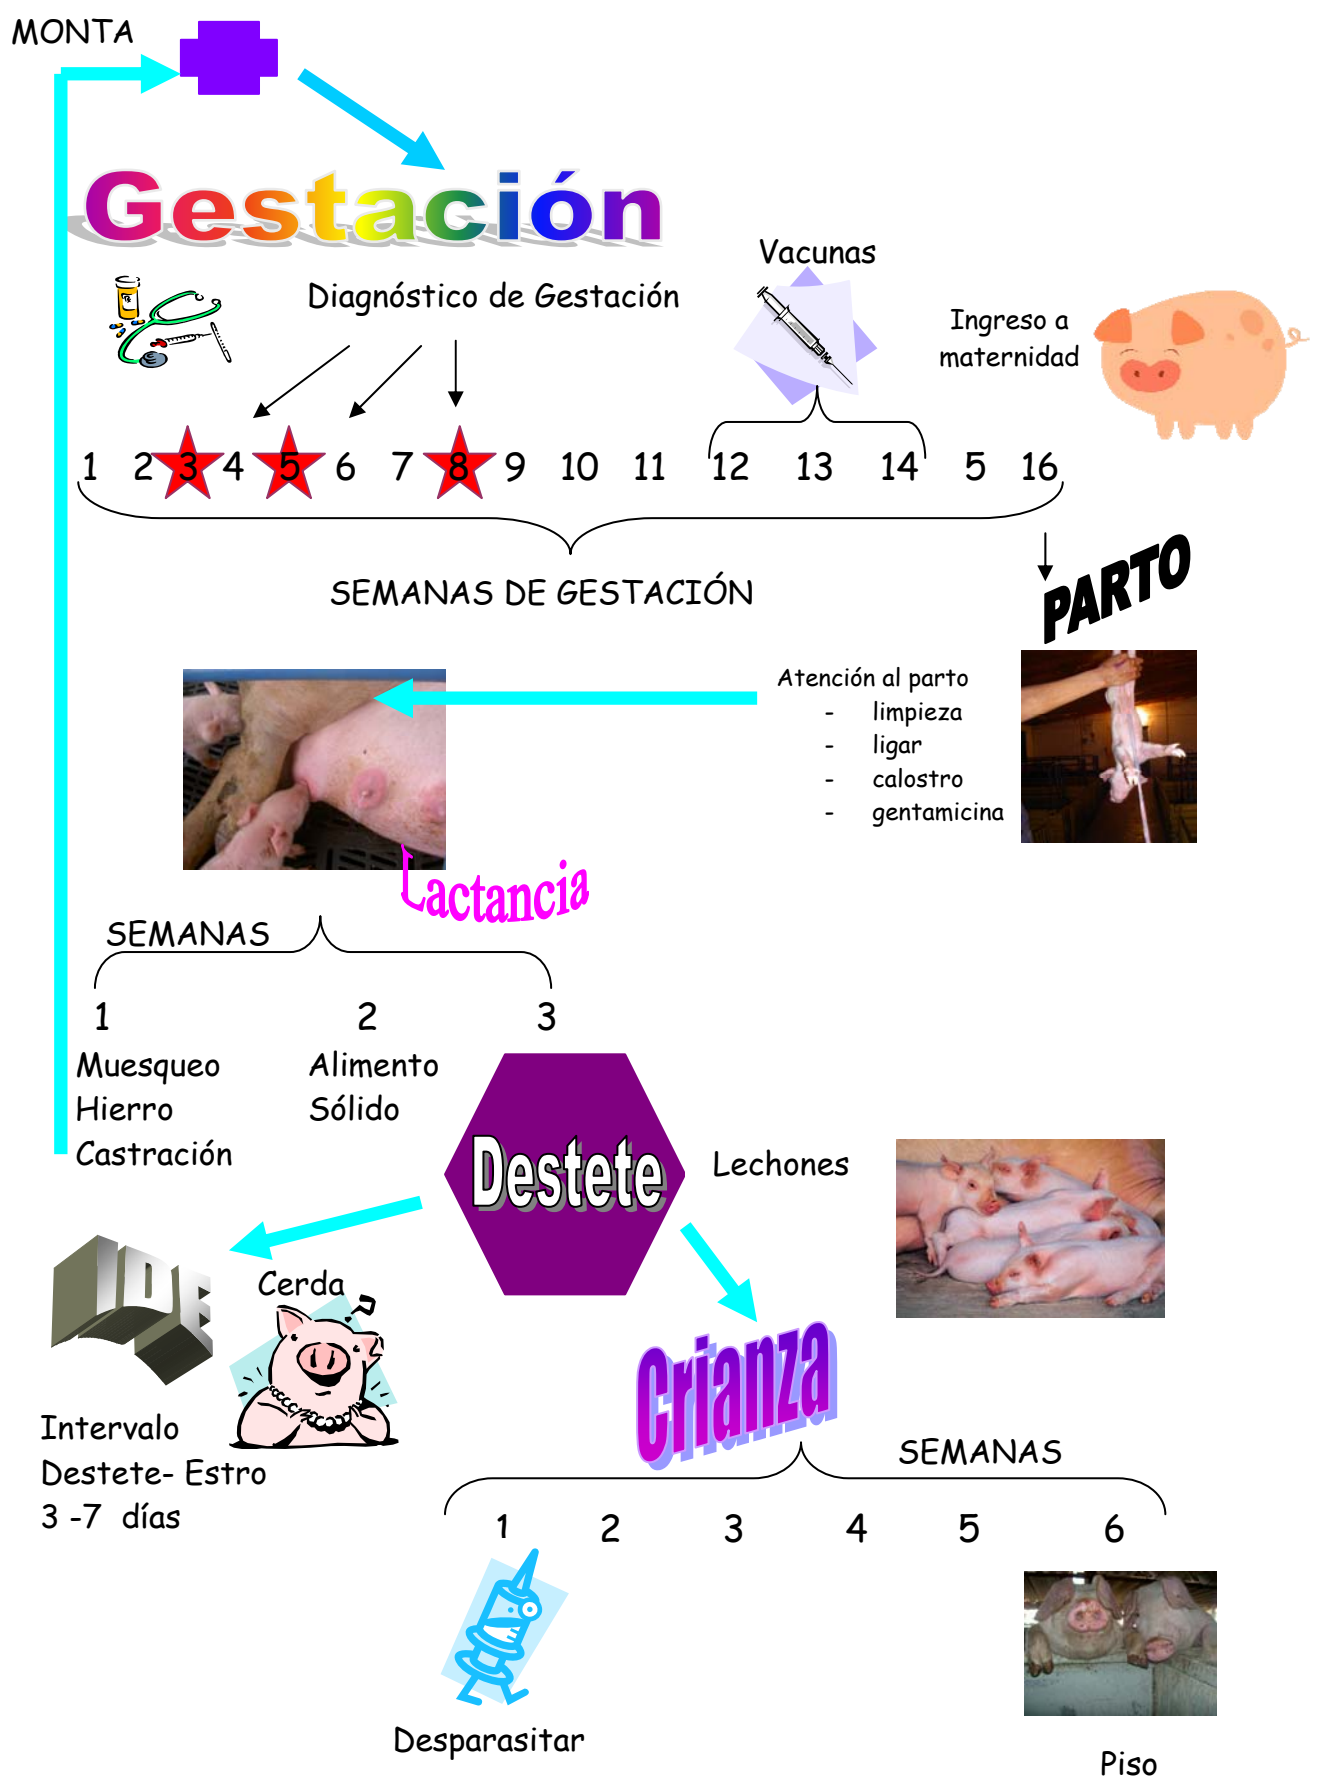 MONTA
Gestación
Vacunas
Diagnóstico de Gestación
Ingreso a
maternidad
1 2 3 4 5 6 7 8 9 10 11 12 13 14 5 16
SEMANAS DE GESTACIÓN
PARTO
Atención al parto
- limpieza
- ligar
- calostro
- gentamicina
Lactancia
SEMANAS
1 2 3
Muesqueo
Hierro
Castración
Alimento
Sólido
Destete
Lechones
IDE
Cerda
Intervalo
Destete- Estro
3 -7 días
Crianza
SEMANAS
1 2 3 4 5 6
Desparasitar
Piso